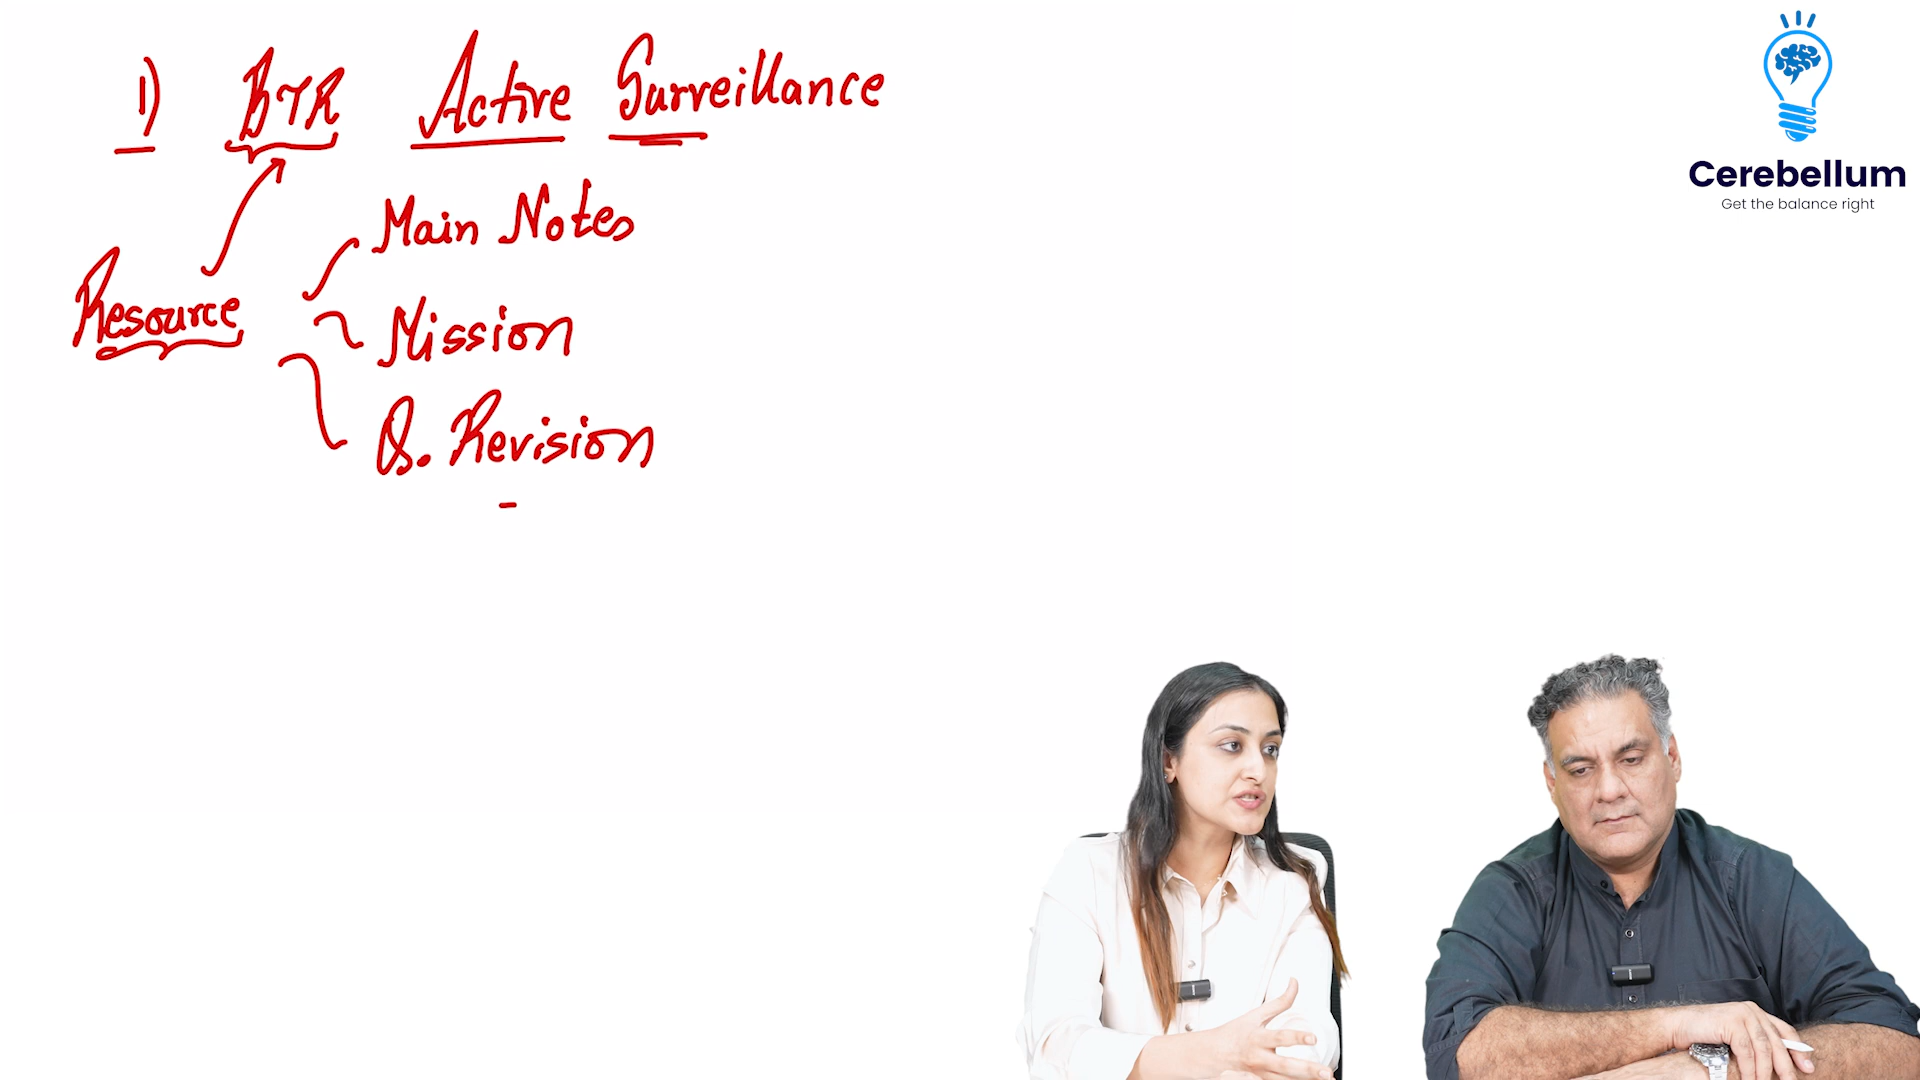 1) BTR Active Surveillance
Main Notes
Resource
Mission
Q. Revision
Cerebellum
Get the balance right